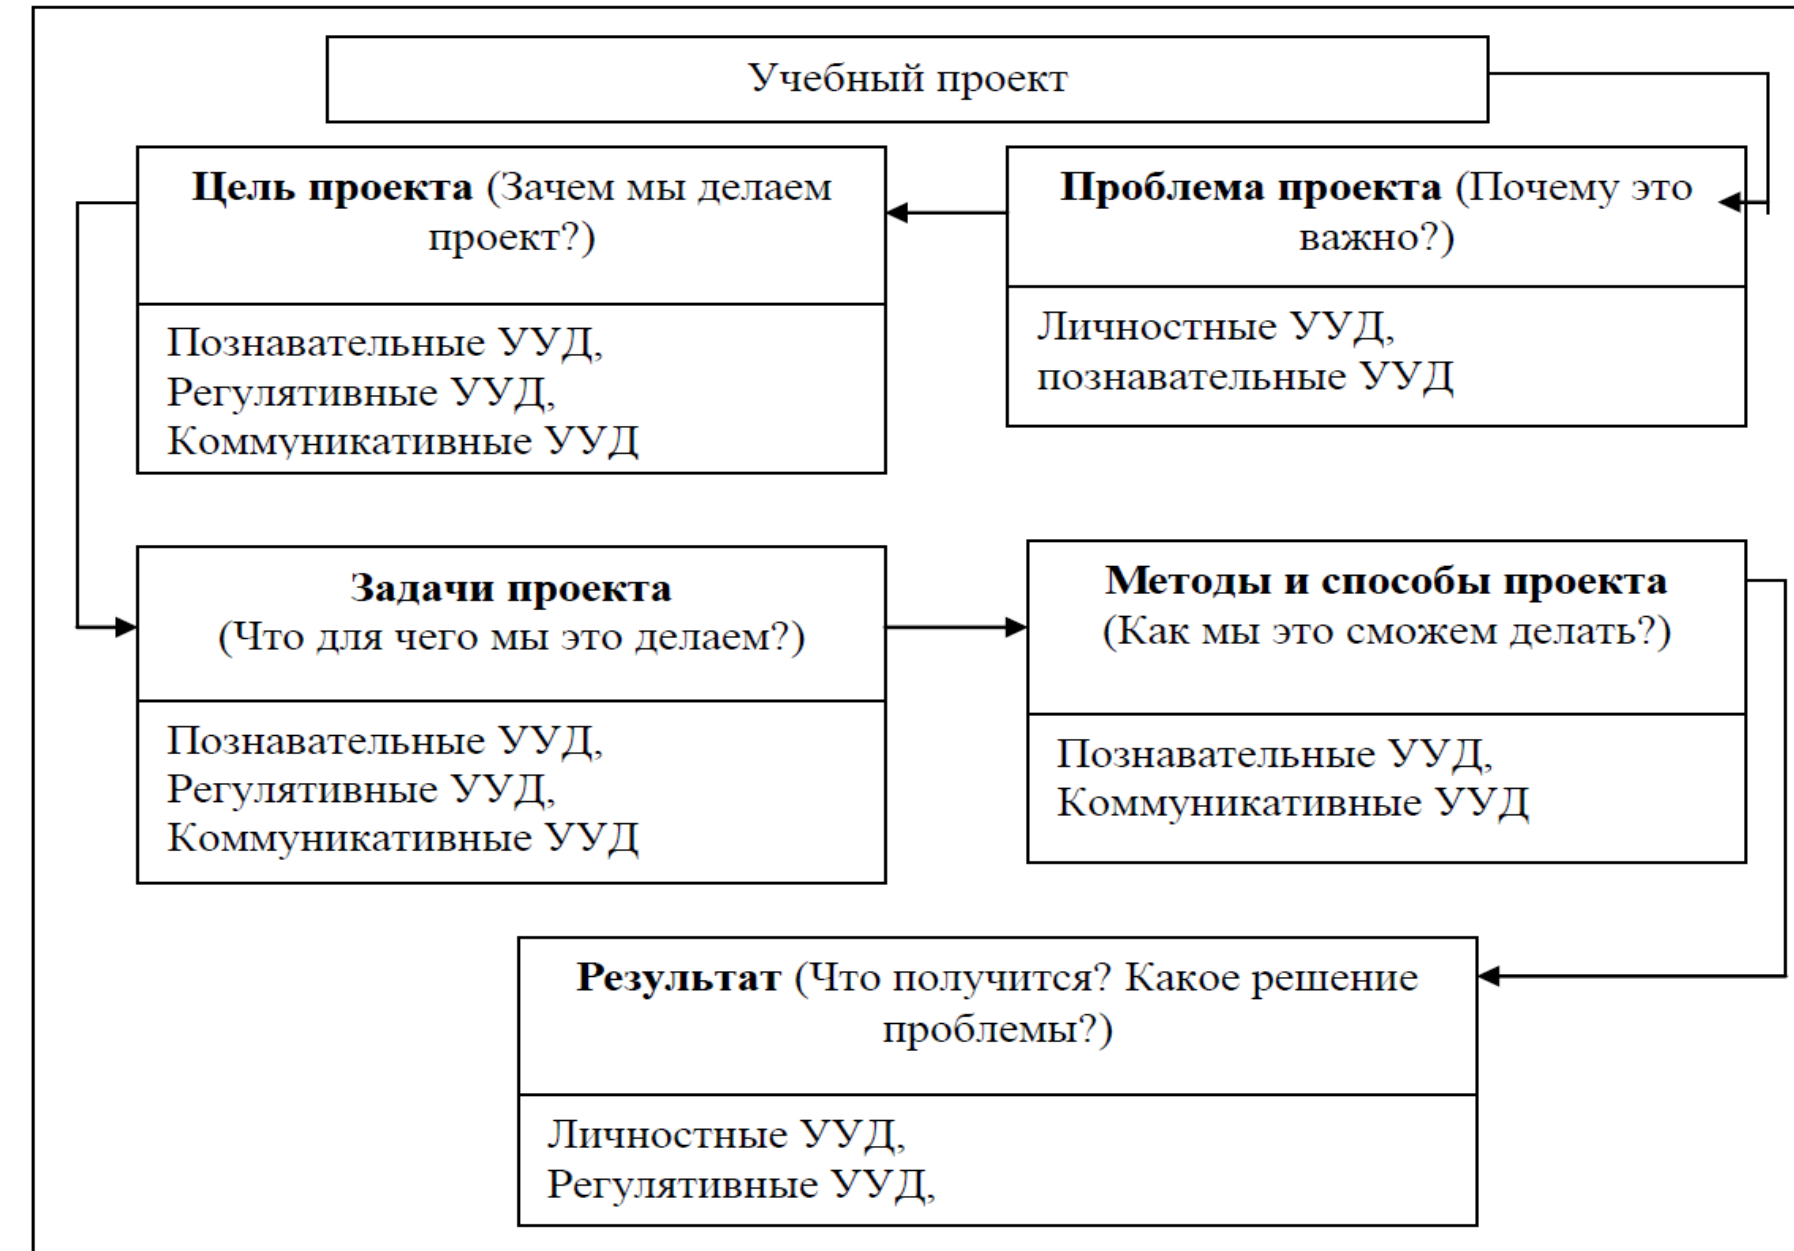 Учебный проект
Цель проекта (Зачем мы делаем
проект?)
Познавательные УУД,
Регулятивные УУД,
Коммуникативные УУД
Проблема проекта (Почему это
важно?)
Личностные УУД,
познавательные УУД
Задачи проекта
(Что для чего мы это делаем?)
Познавательные УУД,
Регулятивные УУД,
Коммуникативные УУД
Методы и способы проекта
(Как мы это сможем делать?)
Познавательные УУД,
Коммуникативные УУД
Результат (Что получится? Какое решение
проблемы?)
Личностные УУД,
Регулятивные УУД,